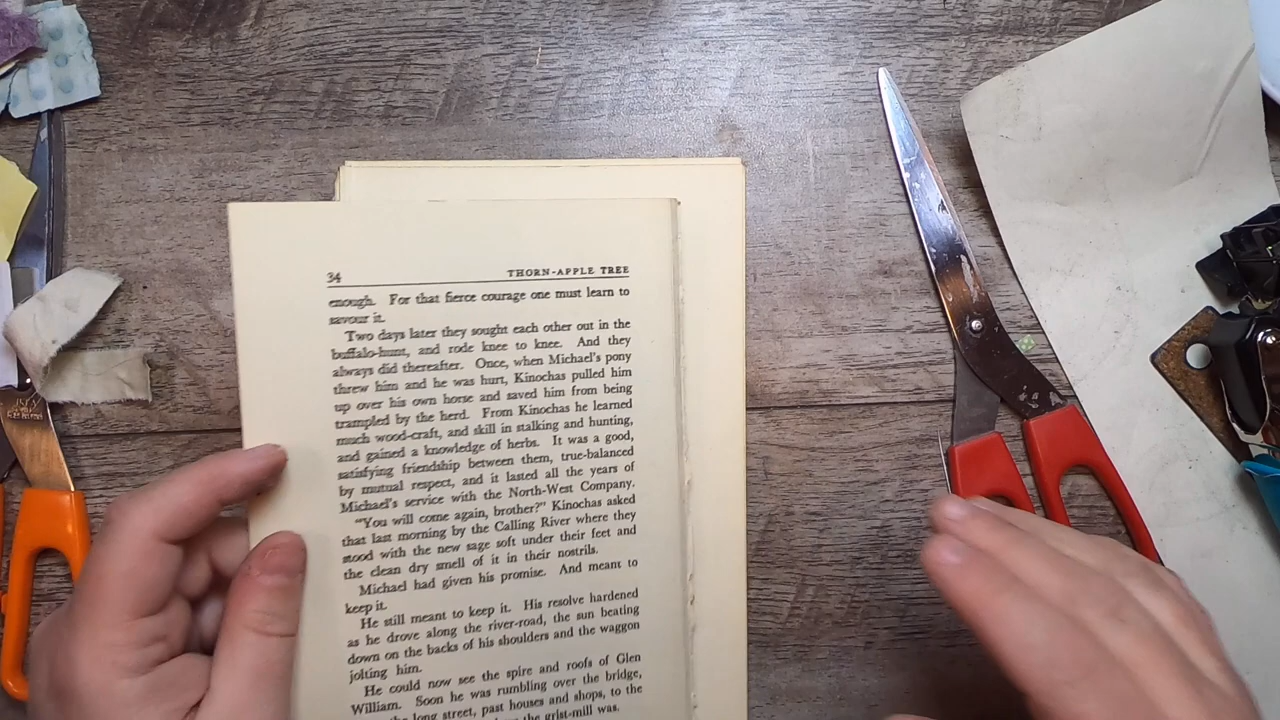 34 THORN-APPLE TREE
enough. For that fierce courage one must learn to
savour it.
Two days later they sought each other out in the
buffalo-hunt, and rode knee to knee. And they
always did thereafter. Once, when Michael's pony
threw him and he was hurt, Kinochas pulled him
up over his own horse and saved him from being
trampled by the herd. From Kinochas he learned
much wood-craft, and skill in stalking and hunting,
and gained a knowledge of herbs. It was a good,
satisfying friendship between them, true-balanced
by mutual respect, and it lasted all the years of
Michael's service with the North-West Company.
"You will come again, brother?" Kinochas asked
that last morning by the Calling River where they
stood with the new sage soft under their feet and
the clean dry smell of it in their nostrils.
Michael had given his promise. And meant to
keep it.
He still meant to keep it. His resolve hardened
as he drove along the river-road, the sun beating
down on the backs of his shoulders and the waggon
jolting him.
He could now see the spire and roofs of Glen
William. Soon he was rumbling over the bridge,
the long street, past houses and shops, to the
the grist-mill was.